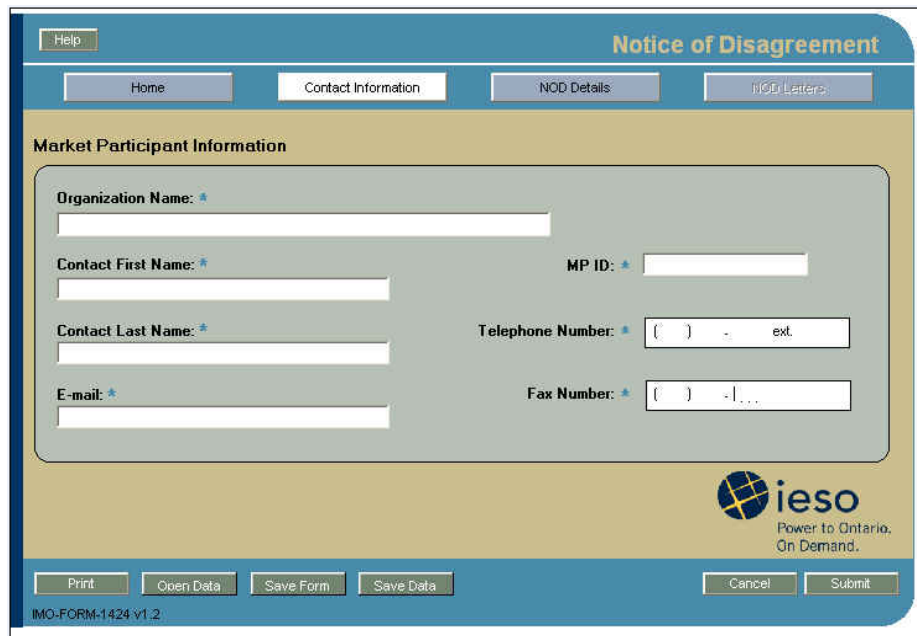 Help
Notice of Disagreement
Home Contact Information NOD Details NOD Letters
Market Participant Information
Organization Name: *
Contact First Name: * MP ID: *
Contact Last Name: * Telephone Number: * ( ) - ext.
E-mail: * Fax Number: * ( ) - ...
ieso
Power to Ontario.
On Demand.
Print Open Data Save Form Save Data Cancel Submit
IMO-FORM-1424 v1.2